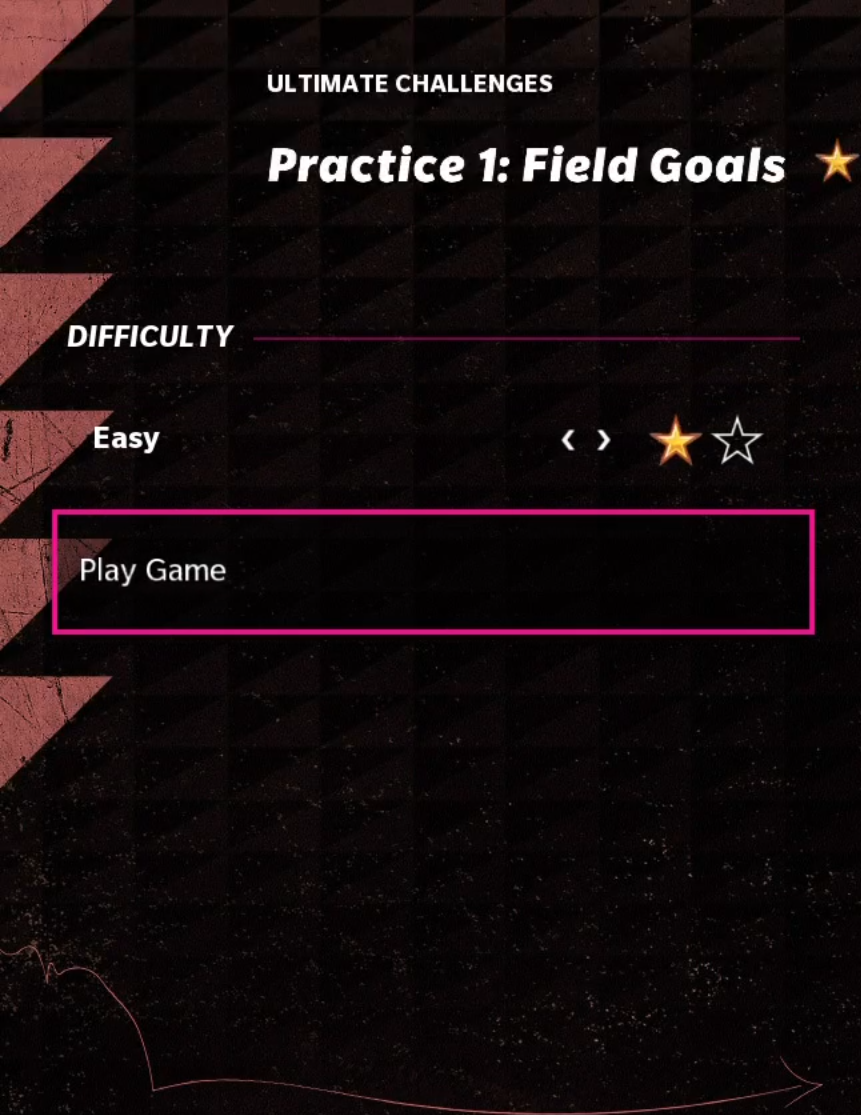 ULTIMATE CHALLENGES
Practice 1: Field Goals
DIFFICULTY
Easy
Play Game